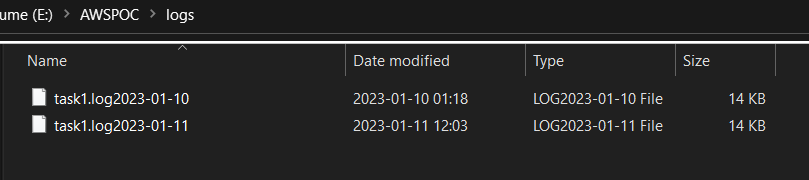 ume (E:) > AWSPOC > logs
Name Date modified Type Size
task1.log2023-01-10 2023-01-10 01:18 LOG2023-01-10 File 14 KB
task1.log2023-01-11 2023-01-11 12:03 LOG2023-01-11 File 14 KB